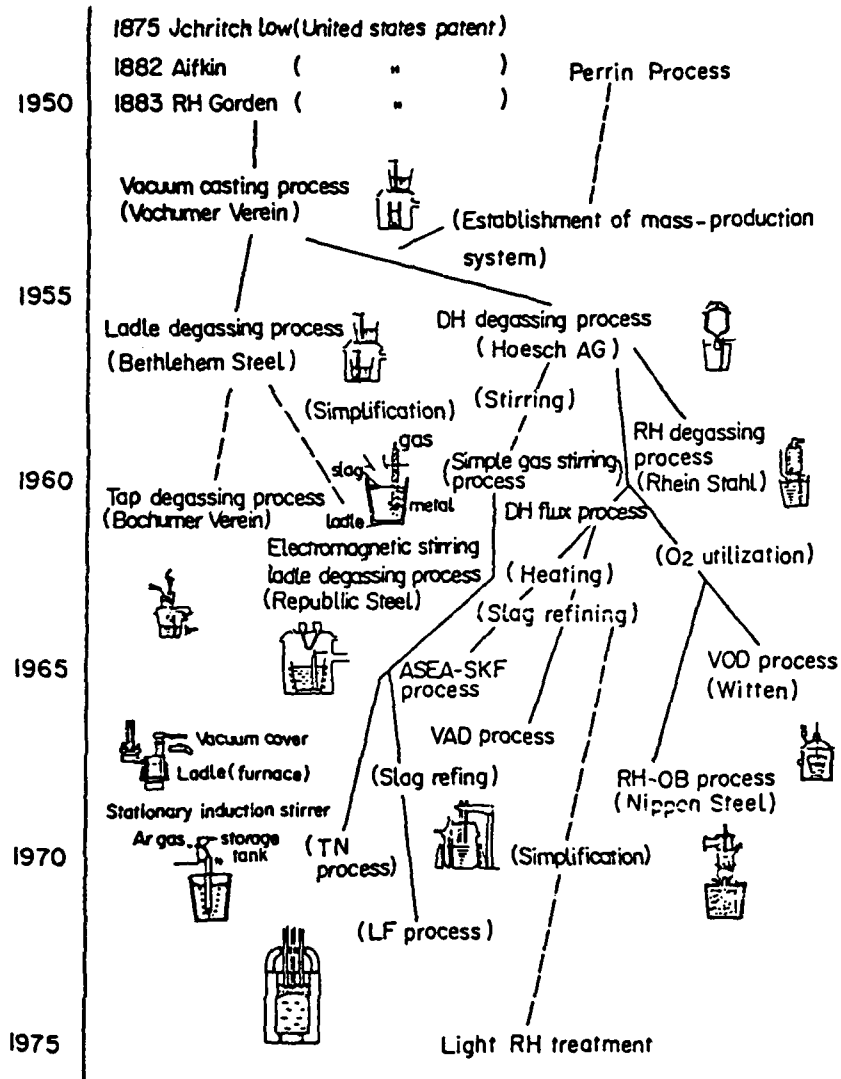 1875 Jchritch low(United states patent)
1882 Aifkin ( " )
1883 RH Gorden ( " )
Perrin Process
1950
Vacuum casting process
(Vochumer Verein)
(Establishment of mass-production
system)
1955
Ladle degassing process
(Bethlehem Steel)
DH degassing process
(Hoesch AG)
(Simplification)
(Stirring)
gas
slag
metal
ladle
Simple gas stirring
process
RH degassing
process
(Rhein Stahl)
1960
Tap degassing process
(Bochumer Verein)
DH flux process
Electromagnetic stirring
ladle degassing process
(Republlic Steel)
(Heating)
(Slag refining)
(O2 utilization)
1965
ASEA-SKF
process
VOD process
(Witten)
VAD process
Vacuum cover
Ladle(furnace)
(Slag refing)
RH-OB process
(Nippon Steel)
Stationary induction stirrer
Ar gas
storage
tank
1970
(TN
process)
(Simplification)
(LF process)
1975
Light RH treatment